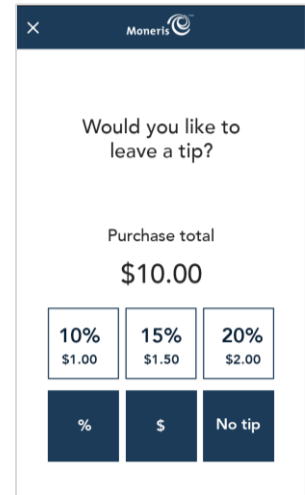 ×
Moneris
Would you like to
leave a tip?
Purchase total
$10.00
10% 15% 20%
$1.00 $1.50 $2.00
% $ No tip